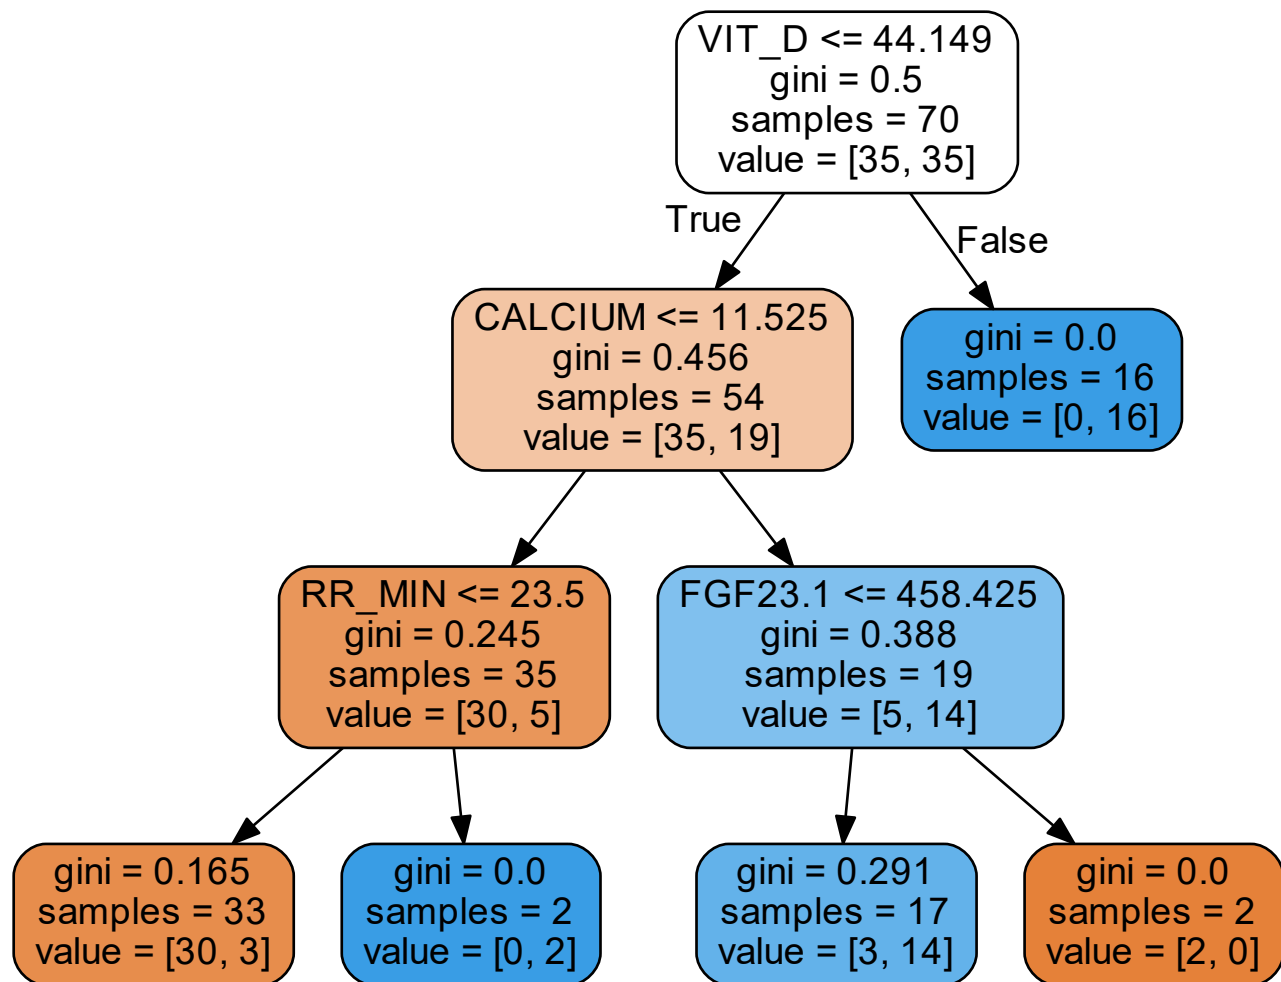 VIT_D <= 44.149
gini = 0.5
samples = 70
value = [35, 35]
True
False
CALCIUM <= 11.525
gini = 0.456
samples = 54
value = [35, 19]
gini = 0.0
samples = 16
value = [0, 16]
RR_MIN <= 23.5
gini = 0.245
samples = 35
value = [30, 5]
FGF23.1 <= 458.425
gini = 0.388
samples = 19
value = [5, 14]
gini = 0.165
samples = 33
value = [30, 3]
gini = 0.0
samples = 2
value = [0, 2]
gini = 0.291
samples = 17
value = [3, 14]
gini = 0.0
samples = 2
value = [2, 0]